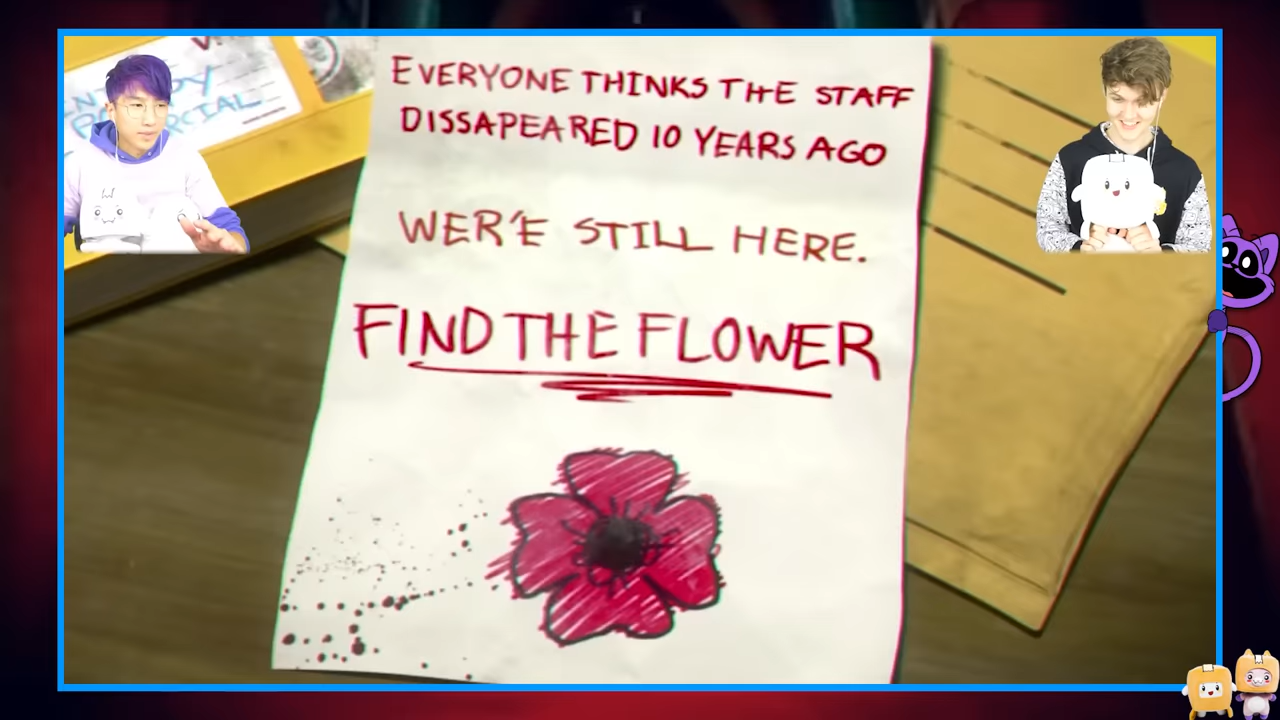 EVERYONE THINKS THE STAFF
DISSAPEARED 10 YEARS AGO
WER'E STILL HERE.
FIND THE FLOWER